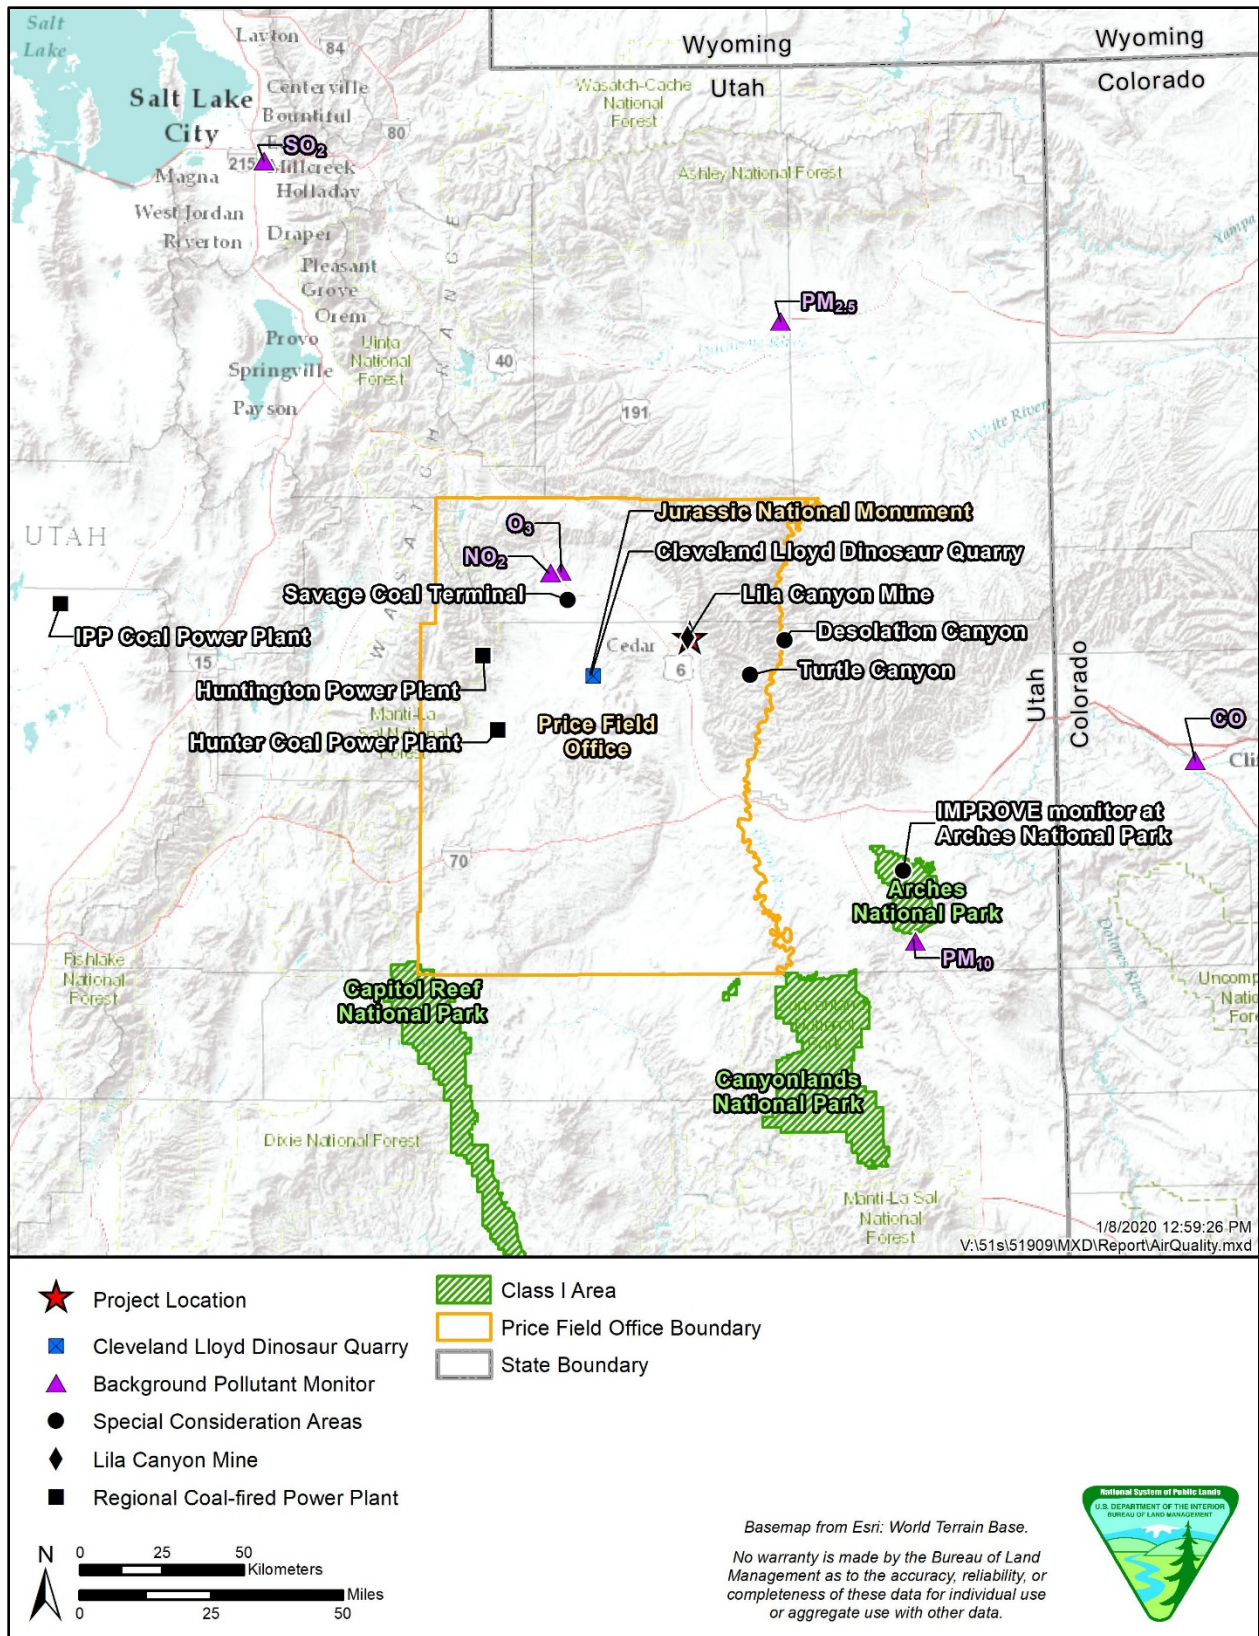 Salt
Lake
Layton
84
Wyoming
Wyoming
Utah
Colorado
Centerville
Bountiful
Salt Lake
City
Wasatch-Cache
National
Forest
80
SO2
215
Millcreek
Magna
Holladay
Ashley National Forest
West Jordan
Riverton
Draper
Yampa
Pleasant
Grove
Orem
PM2.5
Provo
Springville
Uinta
National
Forest
40
Payson
191
White River
WASATCH RANGE
UTAH
O3
NO2
Jurassic National Monument
Cleveland Lloyd Dinosaur Quarry
Savage Coal Terminal
Lila Canyon Mine
IPP Coal Power Plant
Cedar
Desolation Canyon
15
6
Turtle Canyon
Huntington Power Plant
Manti-La
Sal National
Forest
Hunter Coal Power Plant
Price Field
Office
Utah
Colorado
CO
IMPROVE monitor at
Arches National Park
70
Arches
National Park
PM10
Dolores River
Fishlake
National
Forest
Capitol Reef
National Park
Canyonlands
National Park
Dixie National Forest
Manti-La Sal
National
Forest
1/8/2020 12:59:26 PM
V:\51s\51909\MXD\Report\AirQuality.mxd
Project Location
Cleveland Lloyd Dinosaur Quarry
Background Pollutant Monitor
Special Consideration Areas
Lila Canyon Mine
Regional Coal-fired Power Plant
Class I Area
Price Field Office Boundary
State Boundary
N
0 25 50
Kilometers
Miles
0 25 50
Basemap from Esri: World Terrain Base.
No warranty is made by the Bureau of Land
Management as to the accuracy, reliability, or
completeness of these data for individual use
or aggregate use with other data.
National System of Public Lands
U.S. DEPARTMENT OF THE INTERIOR
BUREAU OF LAND MANAGEMENT